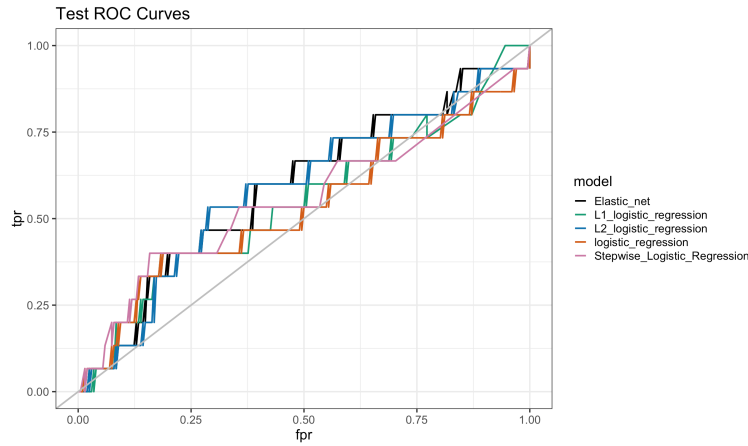 Test ROC Curves
1.00
0.75
0.50
0.25
0.00
tpr
0.00 0.25 0.50 0.75 1.00
fpr
model
Elastic_net
L1_logistic_regression
L2_logistic_regression
logistic_regression
Stepwise_Logistic_Regression